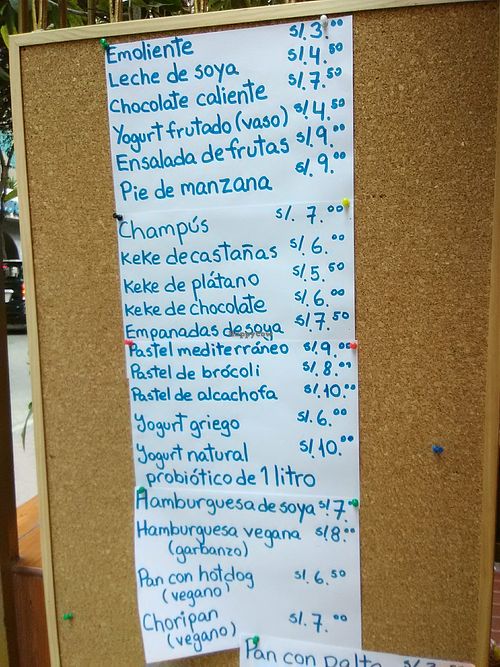 Emoliente S/. 3.00
Leche de soya S/. 4.50
Chocolate caliente S/. 7.50
Yogurt frutado (vaso) S/. 4.50
Ensalada de frutas S/. 9.00
Pie de manzana S/. 9.00
Champús S/. 7.00
Keke de castañas S/. 6.00
Keke de plátano S/. 5.50
Keke de chocolate S/. 6.00
Empanadas de soya S/. 7.50
Pastel mediterráneo S/. 9.00
Pastel de brócoli S/. 8.00
Pastel de alcachofa S/. 10.00
Yogurt griego S/. 6.00
Yogurt natural S/. 10.00
probiótico de 1 litro
Hamburguesa de soya S/. 7.
Hamburguesa vegana S/. 8.00
(garbanzo)
Pan con hotdog S/. 6.50
(vegano)
Choripan S/. 7.00
(vegano)
Pan con Palta